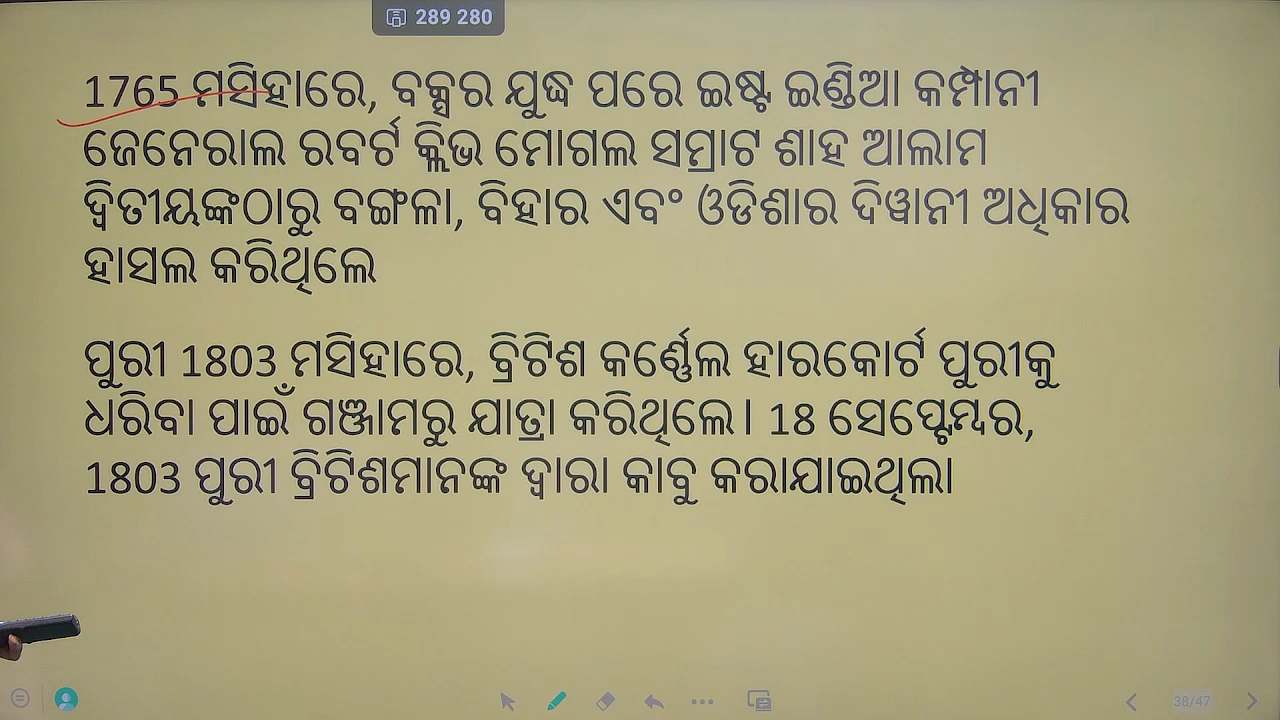 289 280
1765 ମସିହାରେ, ବକ୍ସର ଯୁଦ୍ଧ ପରେ ଇଷ୍ଟ ଇଣ୍ଡିଆ କମ୍ପାନୀ
ଜେନେରାଲ ରବର୍ଟ କ୍ଲିଭ ମୋଗଲ ସମ୍ରାଟ ଶାହ ଆଲାମ
ଦ୍ୱିତୀୟଙ୍କଠାରୁ ବଙ୍ଗଳା, ବିହାର ଏବଂ ଓଡିଶାର ଦିୱାନୀ ଅଧିକାର
ହାସଲ କରିଥିଲେ
ପୁରୀ 1803 ମସିହାରେ, ବ୍ରିଟିଶ କର୍ଣ୍ଣେଲ ହାରକୋର୍ଟ ପୁରୀକୁ
ଧରିବା ପାଇଁ ଗଞ୍ଜାମରୁ ଯାତ୍ରା କରିଥିଲେ। 18 ସେପ୍ଟେମ୍ବର,
1803 ପୁରୀ ବ୍ରିଟିଶମାନଙ୍କ ଦ୍ୱାରା କାବୁ କରାଯାଇଥିଲା
38/47